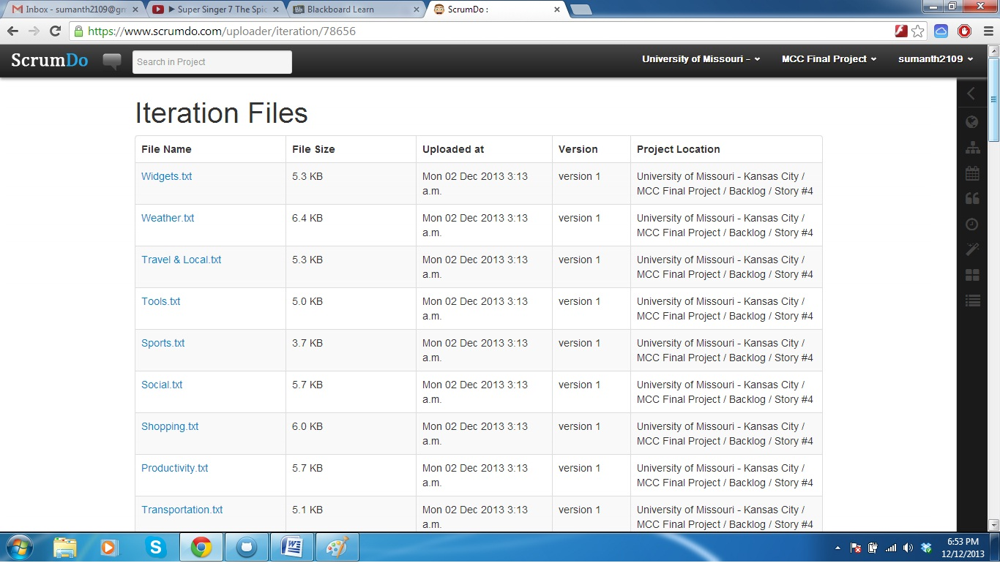 Inbox - sumanth2109@gm
► Super Singer 7 The Spic
Blackboard Learn
ScrumDo :
https://www.scrumdo.com/uploader/iteration/78656
ScrumDo
Search in Project
University of Missouri -
MCC Final Project
sumanth2109
Iteration Files
File Name File Size Uploaded at Version Project Location
Widgets.txt 5.3 KB Mon 02 Dec 2013 3:13 version 1 University of Missouri - Kansas City /
a.m. MCC Final Project / Backlog / Story #4
Weather.txt 6.4 KB Mon 02 Dec 2013 3:13 version 1 University of Missouri - Kansas City /
a.m. MCC Final Project / Backlog / Story #4
Travel & Local.txt 5.3 KB Mon 02 Dec 2013 3:13 version 1 University of Missouri - Kansas City /
a.m. MCC Final Project / Backlog / Story #4
Tools.txt 5.0 KB Mon 02 Dec 2013 3:13 version 1 University of Missouri - Kansas City /
a.m. MCC Final Project / Backlog / Story #4
Sports.txt 3.7 KB Mon 02 Dec 2013 3:13 version 1 University of Missouri - Kansas City /
a.m. MCC Final Project / Backlog / Story #4
Social.txt 5.7 KB Mon 02 Dec 2013 3:13 version 1 University of Missouri - Kansas City /
a.m. MCC Final Project / Backlog / Story #4
Shopping.txt 6.0 KB Mon 02 Dec 2013 3:13 version 1 University of Missouri - Kansas City /
a.m. MCC Final Project / Backlog / Story #4
Productivity.txt 5.7 KB Mon 02 Dec 2013 3:13 version 1 University of Missouri - Kansas City /
a.m. MCC Final Project / Backlog / Story #4
Transportation.txt 5.1 KB Mon 02 Dec 2013 3:13 version 1 University of Missouri - Kansas City /
a.m. MCC Final Project / Backlog / Story #4
6:53 PM
12/12/2013